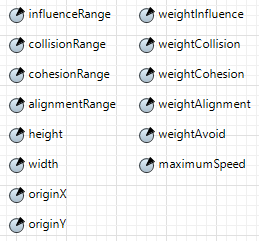 influenceRange
collisionRange
cohesionRange
alignmentRange
height
width
originX
originY
weightInfluence
weightCollision
weightCohesion
weightAlignment
weightAvoid
maximumSpeed